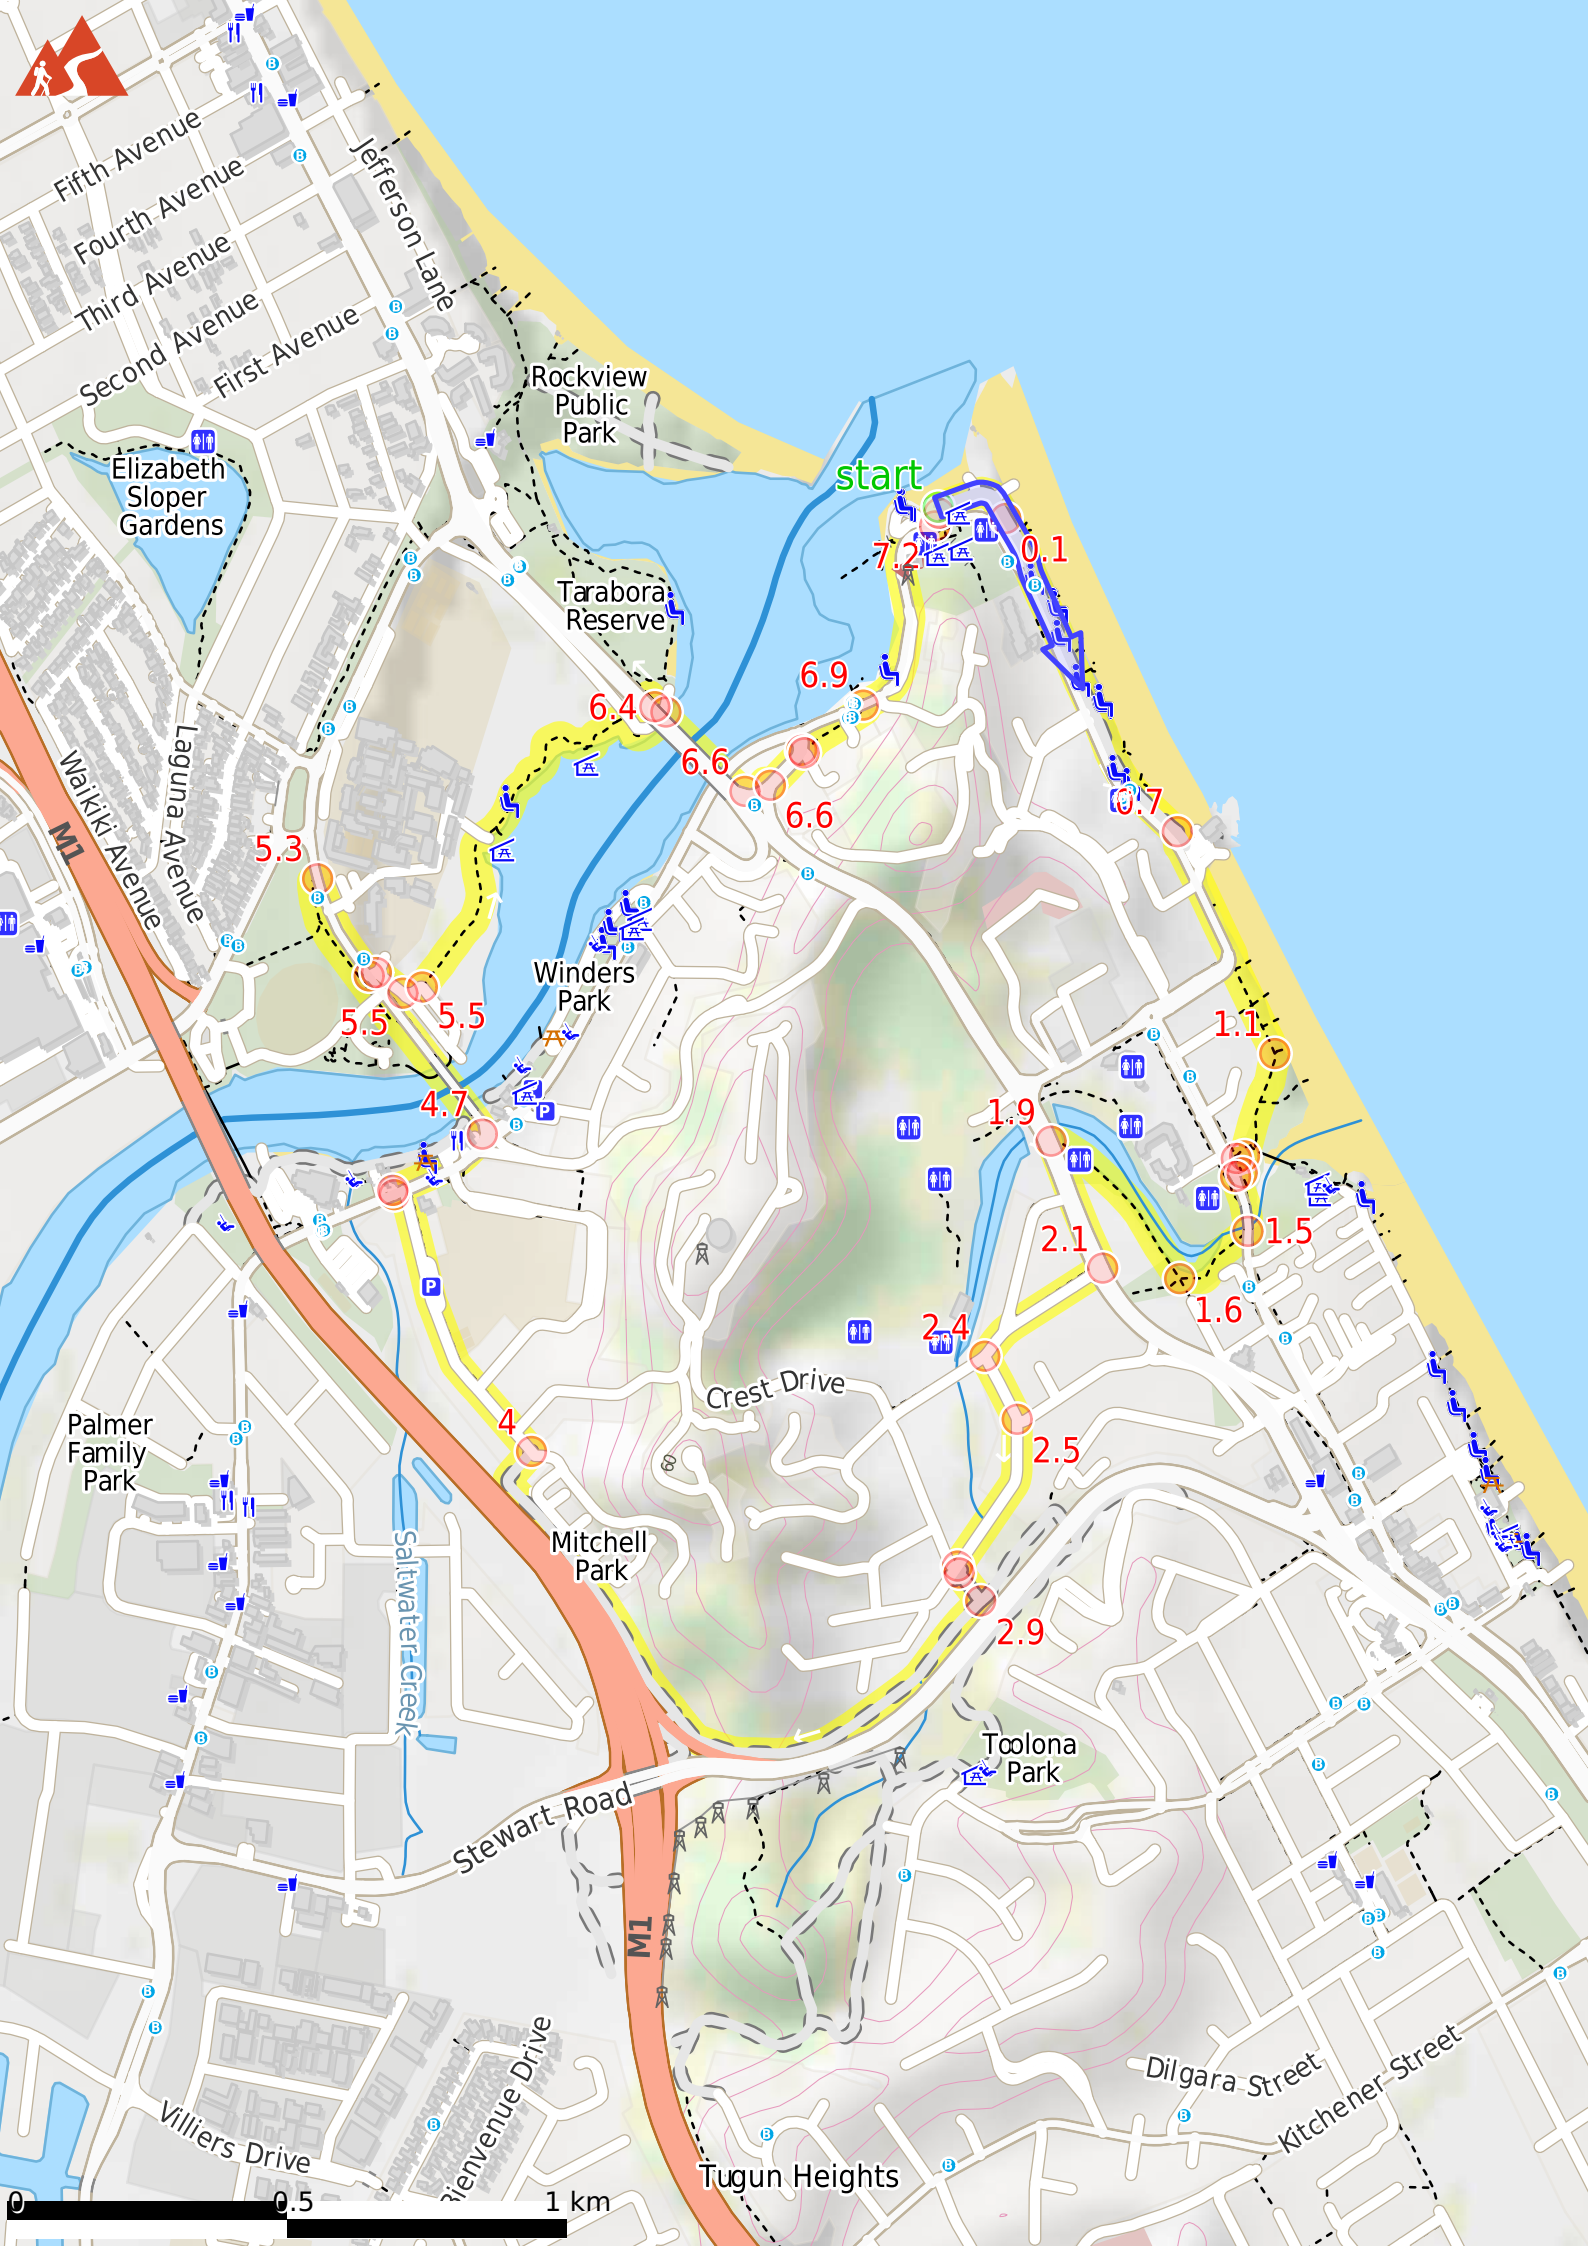 Fifth Avenue
Fourth Avenue
Third Avenue
Second Avenue
First Avenue
Jefferson Lane
Rockview
Public
Park
Elizabeth
Sloper
Gardens
start
7.2
0.1
Tarabora
Reserve
6.9
6.4
6.6
6.6
0.7
Waikiki Avenue
Laguna Avenue
M1
5.3
Winders
Park
5.5
5.5
1.1
4.7
1.9
2.1
1.5
1.6
2.4
Crest Drive
4
2.5
60
Palmer
Family
Park
Mitchell
Park
Saltwater Creek
2.9
Toolona
Park
Stewart Road
M1
Dilgara Street
Kitchener Street
Villiers Drive
Bienvenue Drive
Tugun Heights
0
0.5
1 km
P
P
B